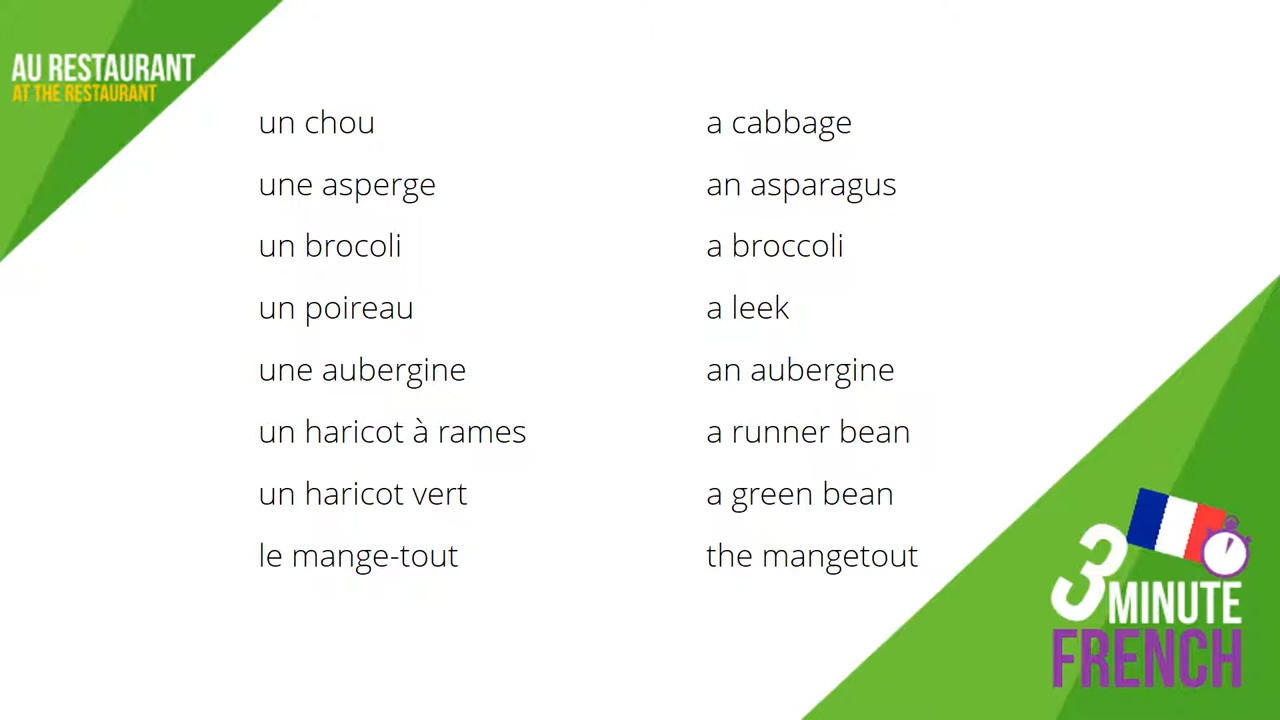 AU RESTAURANT
AT THE RESTAURANT
un chou a cabbage
une asperge an asparagus
un brocoli a broccoli
un poireau a leek
une aubergine an aubergine
un haricot à rames a runner bean
un haricot vert a green bean
le mange-tout the mangetout
3 MINUTE
FRENCH